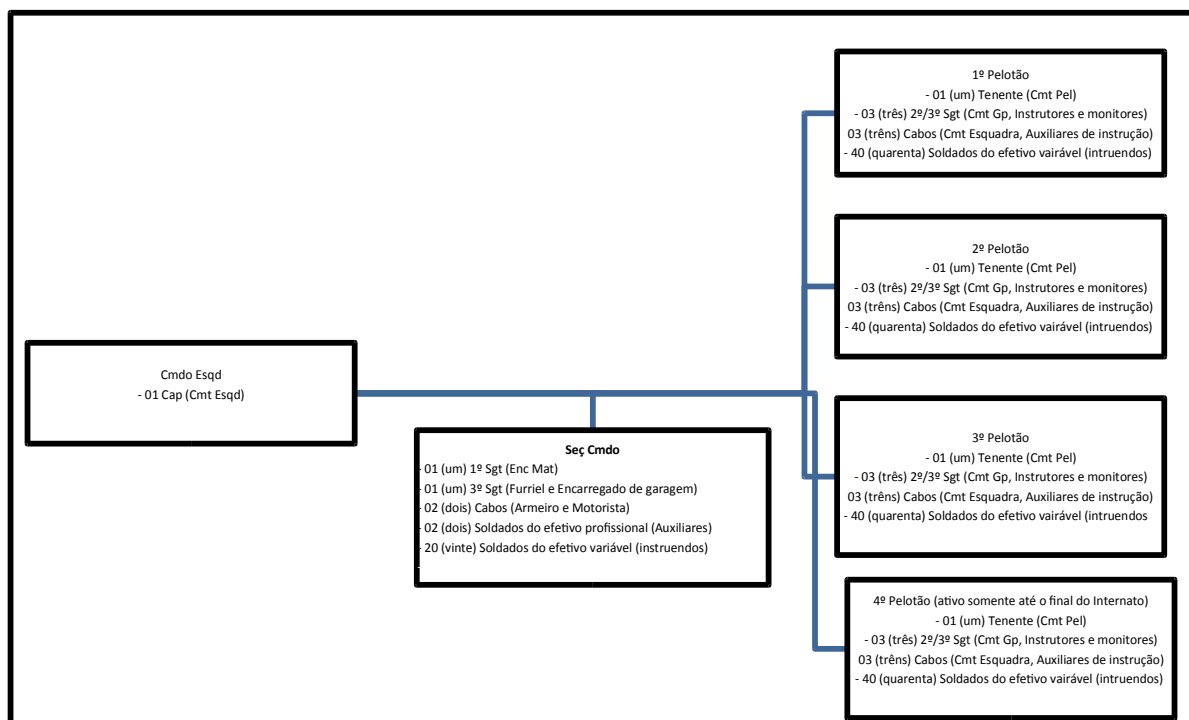 Cmdo Esqd
- 01 Cap (Cmt Esqd)
Seç Cmdo
- 01 (um) 1º Sgt (Enc Mat)
- 01 (um) 3º Sgt (Furriel e Encarregado de garagem)
- 02 (dois) Cabos (Armeiro e Motorista)
- 02 (dois) Soldados do efetivo profissional (Auxiliares)
- 20 (vinte) Soldados do efetivo variável (instruendos)
1º Pelotão
- 01 (um) Tenente (Cmt Pel)
- 03 (três) 2º/3º Sgt (Cmt Gp, Instrutores e monitores)
03 (trêns) Cabos (Cmt Esquadra, Auxiliares de instrução)
- 40 (quarenta) Soldados do efetivo vairável (intruendos)
2º Pelotão
- 01 (um) Tenente (Cmt Pel)
- 03 (três) 2º/3º Sgt (Cmt Gp, Instrutores e monitores)
03 (trêns) Cabos (Cmt Esquadra, Auxiliares de instrução)
- 40 (quarenta) Soldados do efetivo vairável (intruendos)
3º Pelotão
- 01 (um) Tenente (Cmt Pel)
- 03 (três) 2º/3º Sgt (Cmt Gp, Instrutores e monitores)
03 (trêns) Cabos (Cmt Esquadra, Auxiliares de instrução)
- 40 (quarenta) Soldados do efetivo vairável (intruendos
4º Pelotão (ativo somente até o final do Internato)
- 01 (um) Tenente (Cmt Pel)
- 03 (três) 2º/3º Sgt (Cmt Gp, Instrutores e monitores)
03 (trêns) Cabos (Cmt Esquadra, Auxiliares de instrução)
- 40 (quarenta) Soldados do efetivo vairável (intruendos)